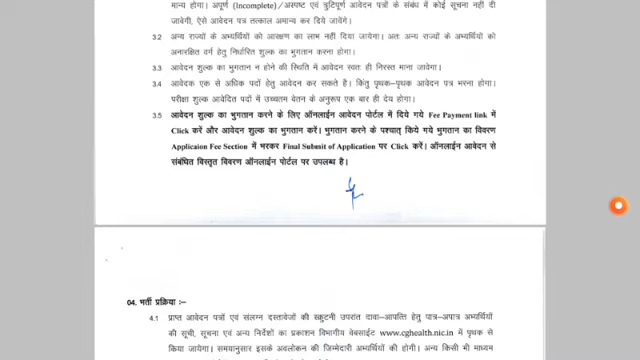 मान्य होगा। अपूर्ण (Incomplete)/अस्पष्ट एवं त्रुटिपूर्ण आवेदन पत्रों के संबंध में कोई सूचना नहीं दी
जावेगी, ऐसे आवेदन पत्र तत्काल अमान्य कर दिये जावेंगे।
3.2 अन्य राज्यों के अभ्यर्थियों को आरक्षण का लाभ नहीं दिया जायेगा। अतः अन्य राज्यों के अभ्यर्थियों को
अनारक्षित वर्ग हेतु निर्धारित शुल्क का भुगतान करना होगा।
3.3 आवेदन शुल्क का भुगतान न होने की स्थिति में आवेदन स्वतः ही निरस्त माना जावेगा।
3.4 आवेदक एक से अधिक पदों हेतु आवेदन कर सकते है। किंतु पृथक-पृथक आवेदन पत्र भरना होगा।
परीक्षा शुल्क आवेदित पदों में उच्चतम वेतन के अनुरूप एक बार ही देय होगा।
3.5 आवेदन शुल्क का भुगतान करने के लिए ऑनलाईन आवेदन पोर्टल में दिये गये Fee Payment link में
Click करें और आवेदन शुल्क का भुगतान करें। भुगतान करने के पश्चात् किये गये भुगतान का विवरण
Applicaion Fee Section में भरकर Final Submit of Application पर Click करें। ऑनलाईन आवेदन से
संबंधित विस्तृत विवरण ऑनलाईन पोर्टल पर उपलब्ध है।
04. भर्ती प्रक्रिया :–
4.1 प्राप्त आवेदन पत्रों एवं संलग्न दस्तावेजों की स्क्रूटनी उपरांत दावा-आपत्ति हेतु पात्र-अपात्र अभ्यर्थियों
की सूची, सूचना एवं अन्य निर्देशों का प्रकाशन विभागीय वेबसाईट www.cghealth.nic.in में पृथक से
किया जायेगा। समयानुसार इसके अवलोकन की जिम्मेदारी अभ्यर्थियों की होगी। अन्य किसी भी माध्यम